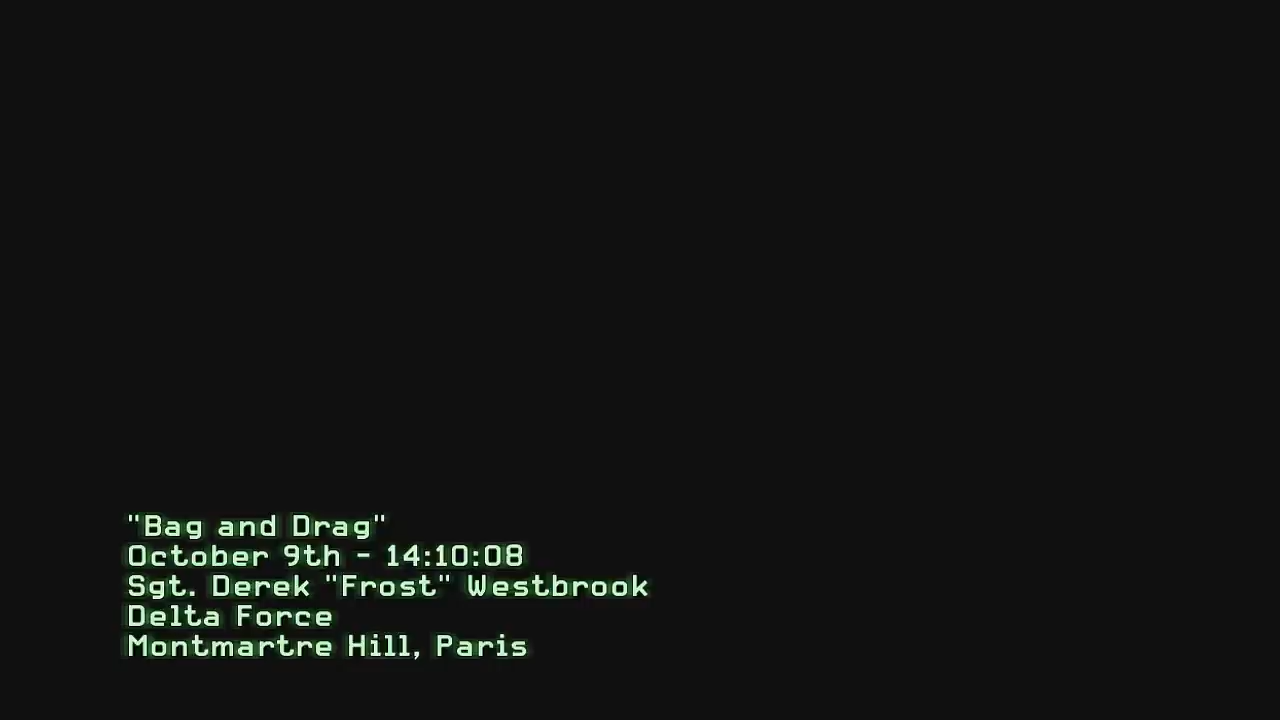 "Bag and Drag"
October 9th - 14:10:08
Sgt. Derek "Frost" Westbrook
Delta Force
Montmartre Hill, Paris